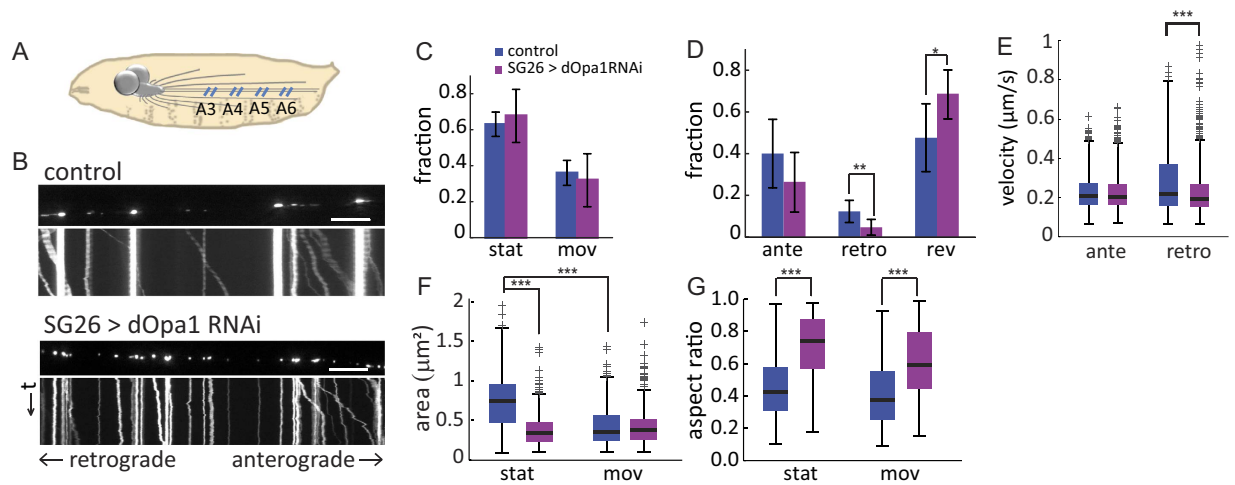 A
A3 A4 A5 A6
B
control
SG26 > dOpa1 RNAi
←t
← retrograde anterograde →
C
control
SG26 > dOpa1RNAi
fraction
0.8
0.6
0.4
0.2
0
stat mov
D
fraction
0.8
0.6
0.4
0.2
0
**
*
ante retro rev
E
velocity (μm/s)
1
0.8
0.6
0.4
0.2
0
***
ante retro
F
area (μm²)
2
1.5
1
0.5
0
***
***
stat mov
G
aspect ratio
1.0
0.8
0.6
0.4
0.2
0.0
***
***
stat mov